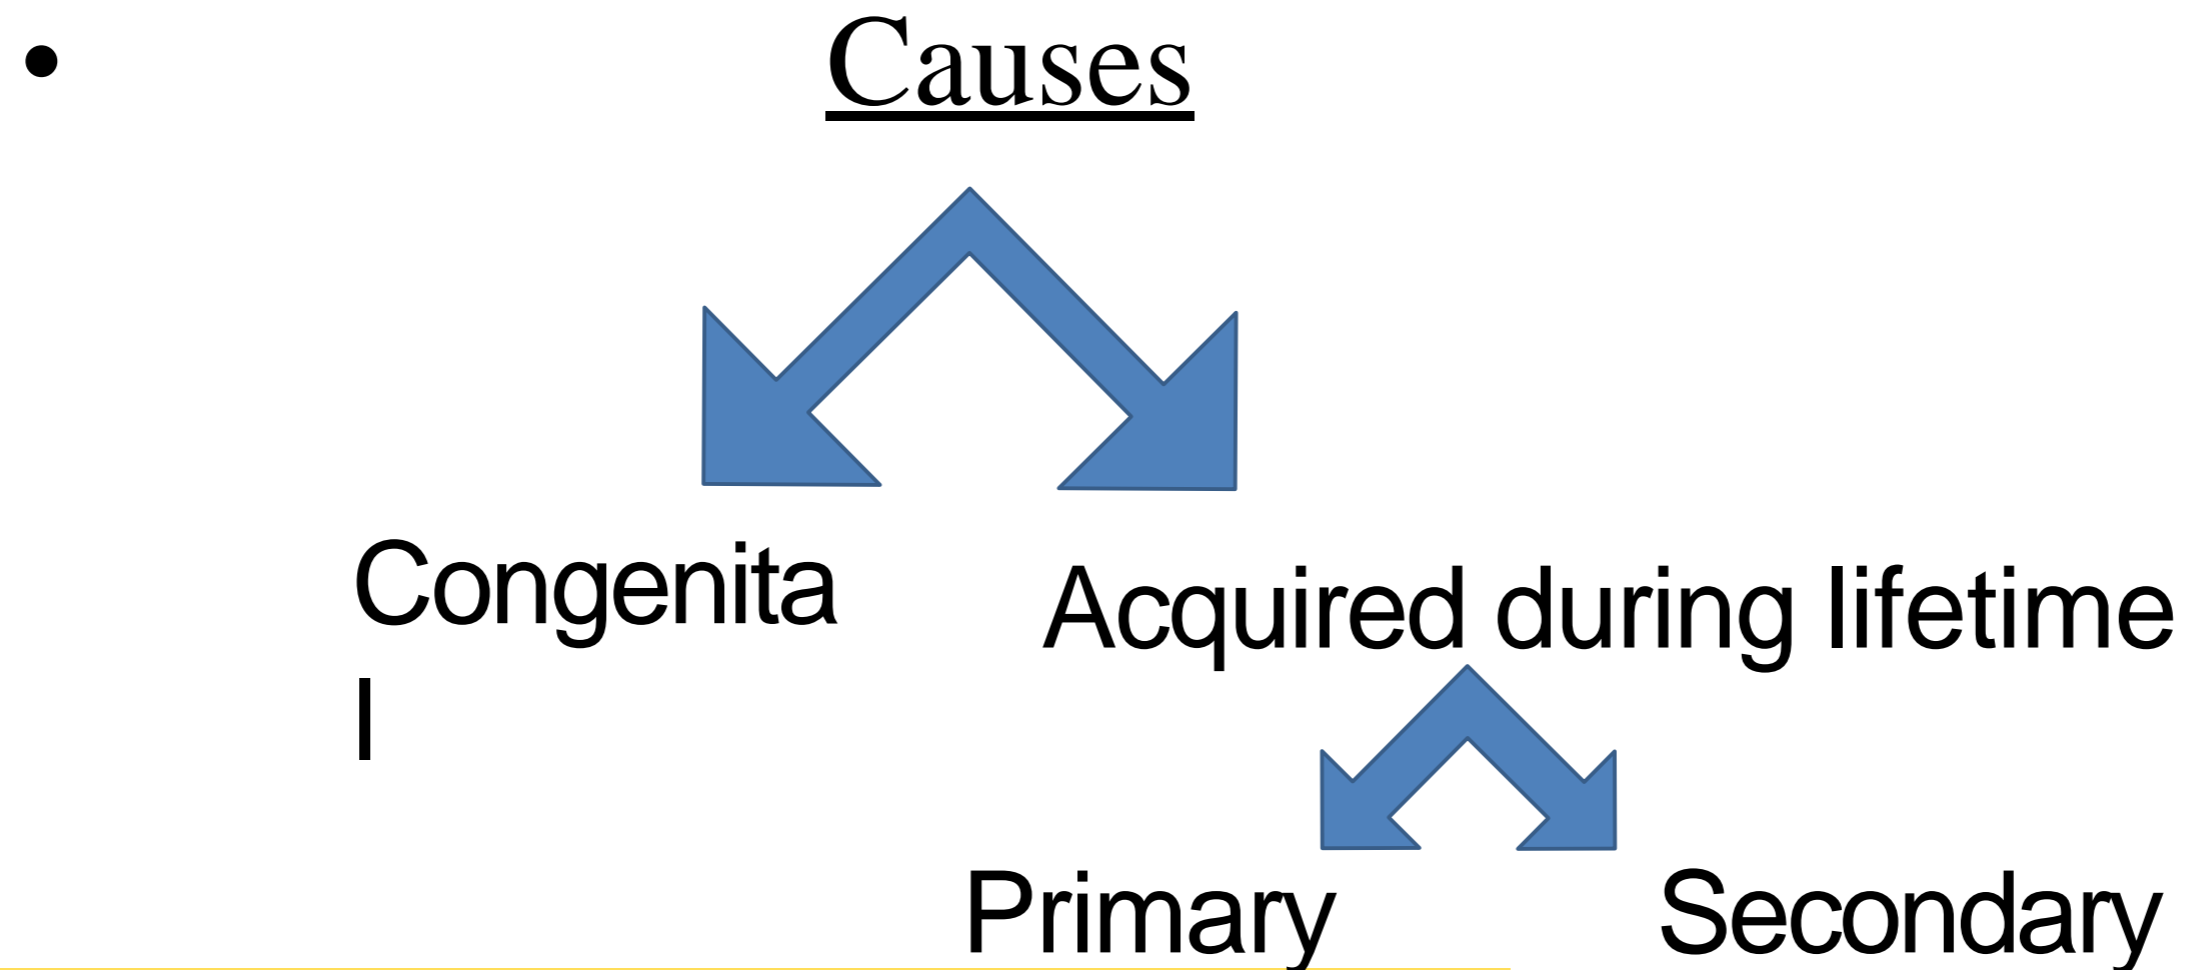 • Causes
Congenita
l
Acquired during lifetime
Primary
Secondary